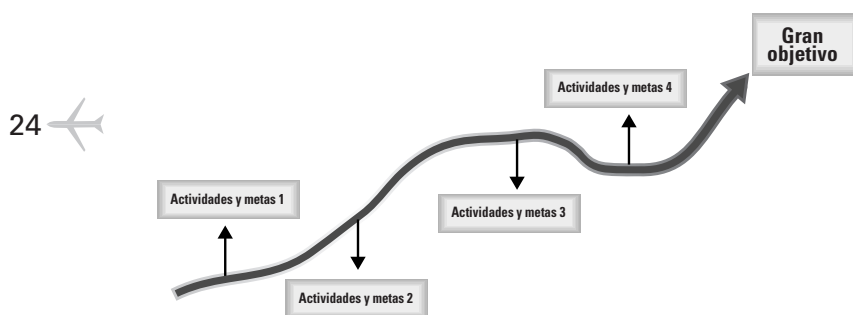 Gran
objetivo
Actividades y metas 4
24
Actividades y metas 1
Actividades y metas 3
Actividades y metas 2